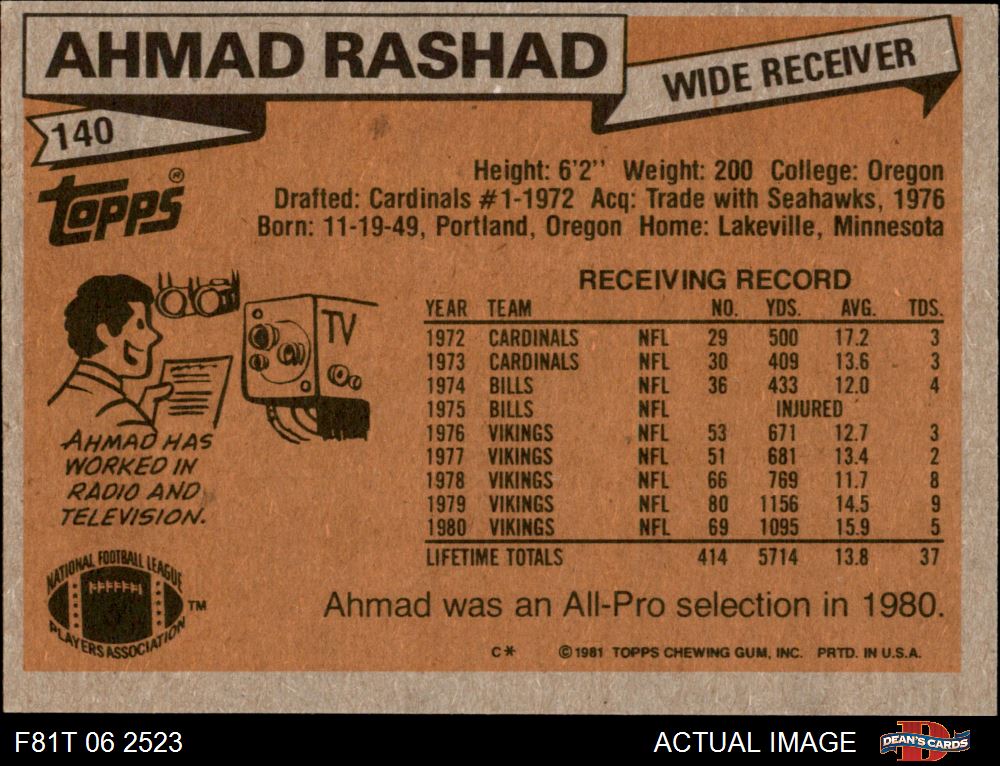 AHMAD RASHAD
WIDE RECEIVER
140
Topps®
Height: 6'2'' Weight: 200 College: Oregon
Drafted: Cardinals #1-1972 Acq: Trade with Seahawks, 1976
Born: 11-19-49, Portland, Oregon Home: Lakeville, Minnesota
TV
AHMAD HAS
WORKED IN
RADIO AND
TELEVISION.
RECEIVING RECORD
YEAR TEAM NO. YDS. AVG. TDS.
1972 CARDINALS NFL 29 500 17.2 3
1973 CARDINALS NFL 30 409 13.6 3
1974 BILLS NFL 36 433 12.0 4
1975 BILLS NFL INJURED
1976 VIKINGS NFL 53 671 12.7 3
1977 VIKINGS NFL 51 681 13.4 2
1978 VIKINGS NFL 66 769 11.7 8
1979 VIKINGS NFL 80 1156 14.5 9
1980 VIKINGS NFL 69 1095 15.9 5
LIFETIME TOTALS 414 5714 13.8 37
NATIONAL FOOTBALL LEAGUE
PLAYERS ASSOCIATION
TM
Ahmad was an All-Pro selection in 1980.
C* ©1981 TOPPS CHEWING GUM, INC. PRTD. IN U.S.A.
F81T 06 2523
ACTUAL IMAGE
D
DEAN'S CARDS